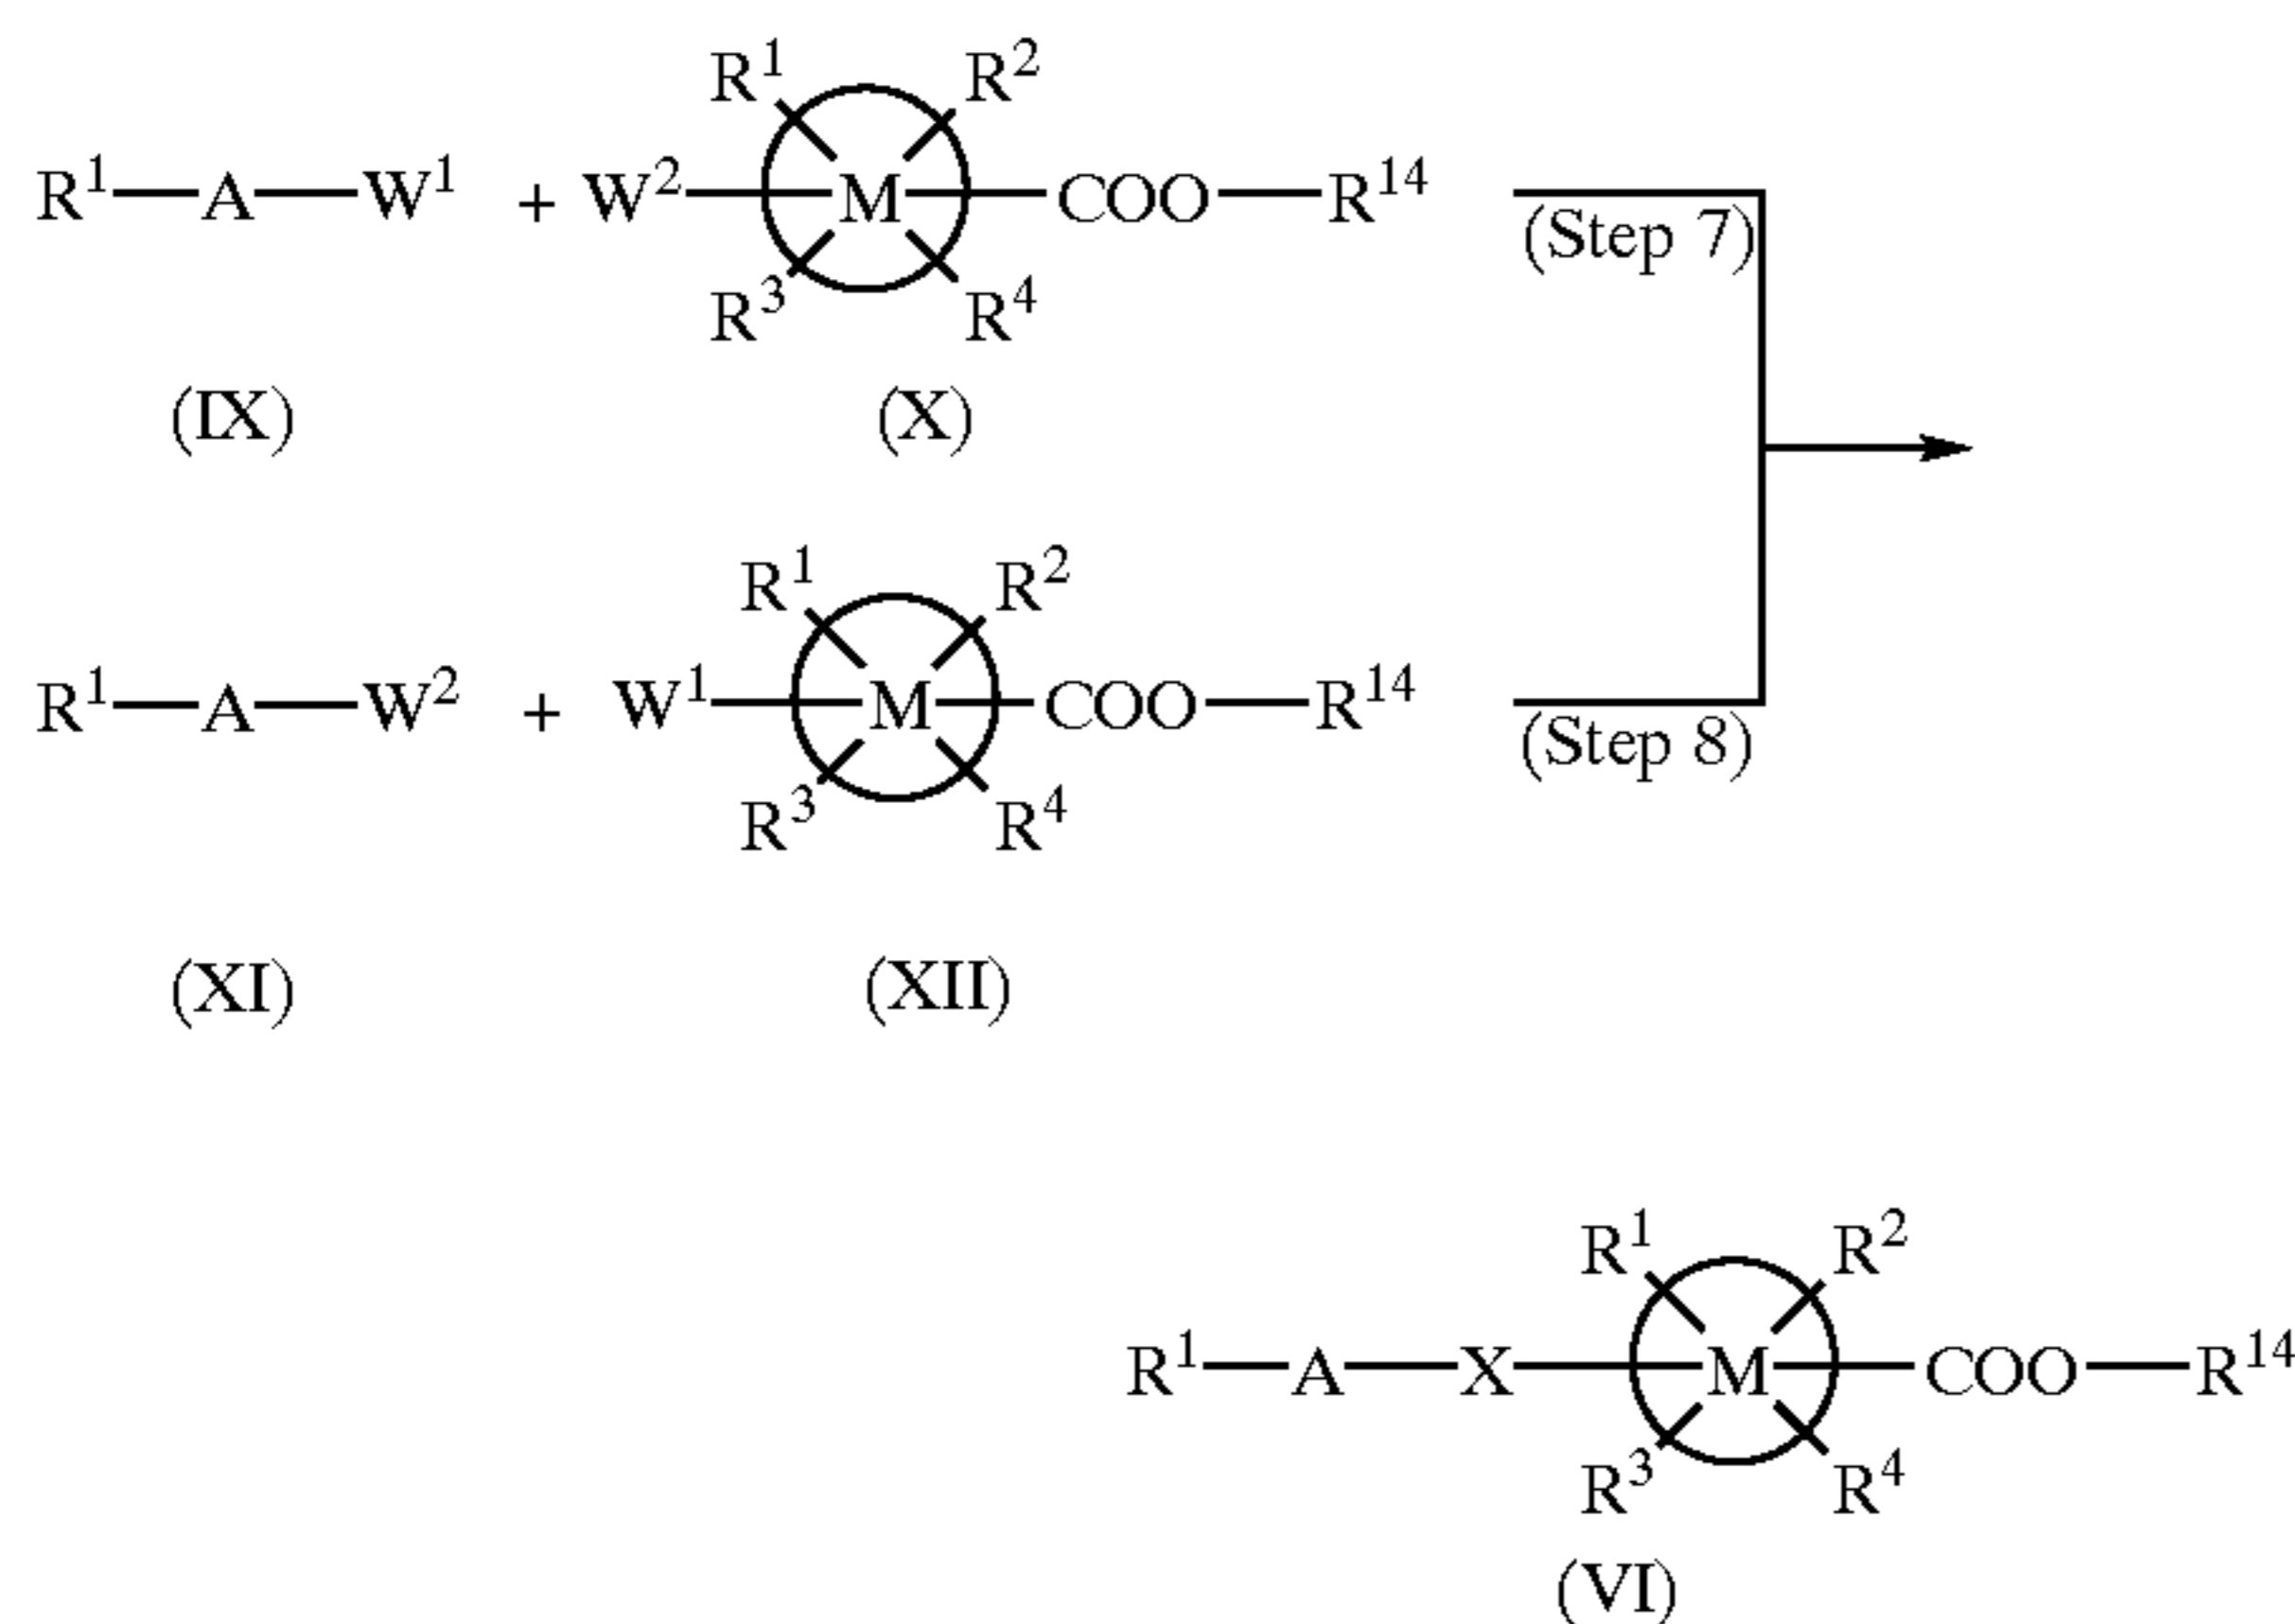 R¹ R²
R¹—A—W¹ + W²—M—COO—R¹⁴ (Step 7)
R³ R⁴
(IX) (X)
R¹ R²
R¹—A—W² + W¹—M—COO—R¹⁴ (Step 8)
R³ R⁴
(XI) (XII)
R¹ R²
R¹—A—X—M—COO—R¹⁴
R³ R⁴
(VI)